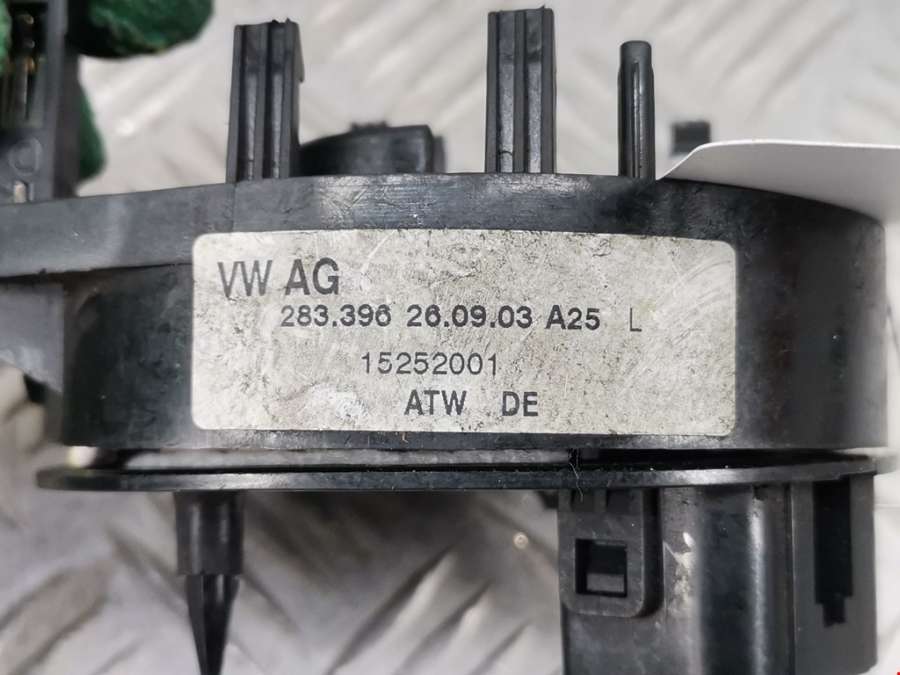 VW AG
283.396 26.09.03 A25 L
15252001
ATW DE